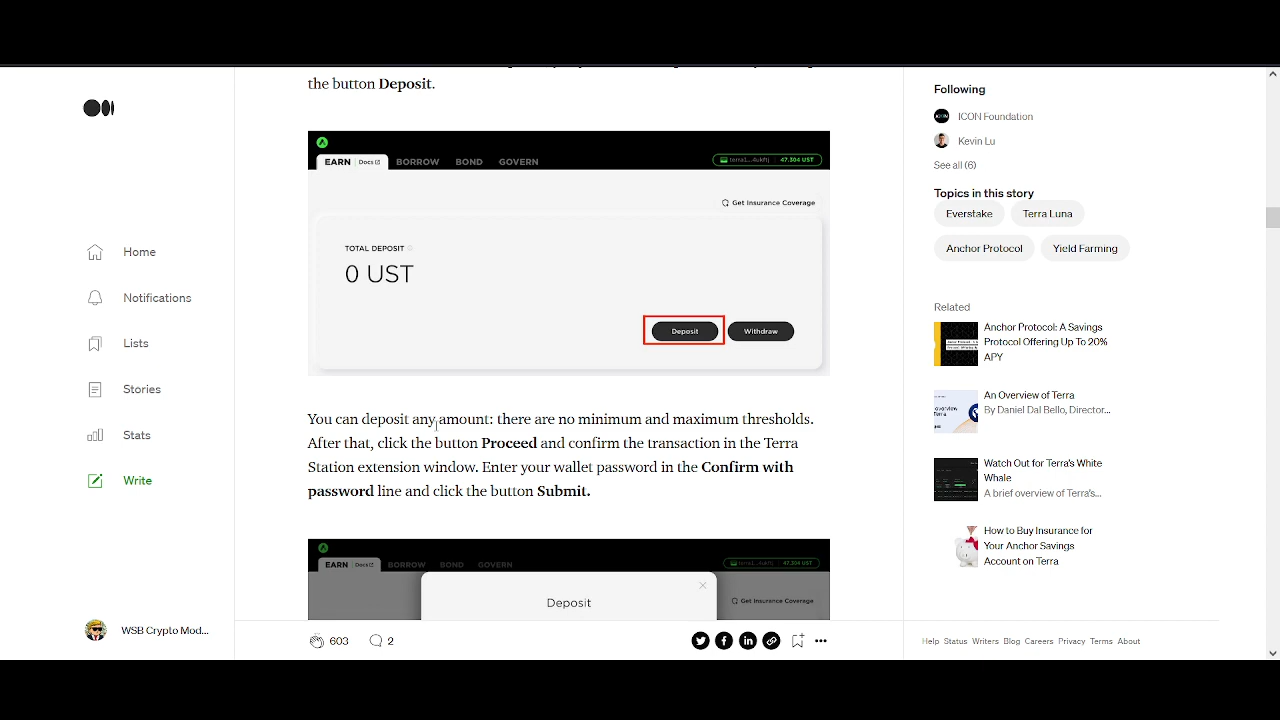 the button Deposit.
EARN Docs
BORROW
BOND
GOVERN
terra1...4ukftj 47.304 UST
Get Insurance Coverage
TOTAL DEPOSIT
0 UST
Deposit
Withdraw
You can deposit any amount: there are no minimum and maximum thresholds.
After that, click the button Proceed and confirm the transaction in the Terra
Station extension window. Enter your wallet password in the Confirm with
password line and click the button Submit.
EARN Docs
BORROW
BOND
GOVERN
47.304 UST
Get Insurance Coverage
Deposit
603
2
Home
Notifications
Lists
Stories
Stats
Write
WSB Crypto Mod...
Following
ICON Foundation
Kevin Lu
See all (6)
Topics in this story
Everstake
Terra Luna
Anchor Protocol
Yield Farming
Related
Anchor Protocol: A Savings
Protocol Offering Up To 20%
APY
An Overview of Terra
By Daniel Dal Bello, Director...
Watch Out for Terra's White
Whale
A brief overview of Terra's...
How to Buy Insurance for
Your Anchor Savings
Account on Terra
Help Status Writers Blog Careers Privacy Terms About